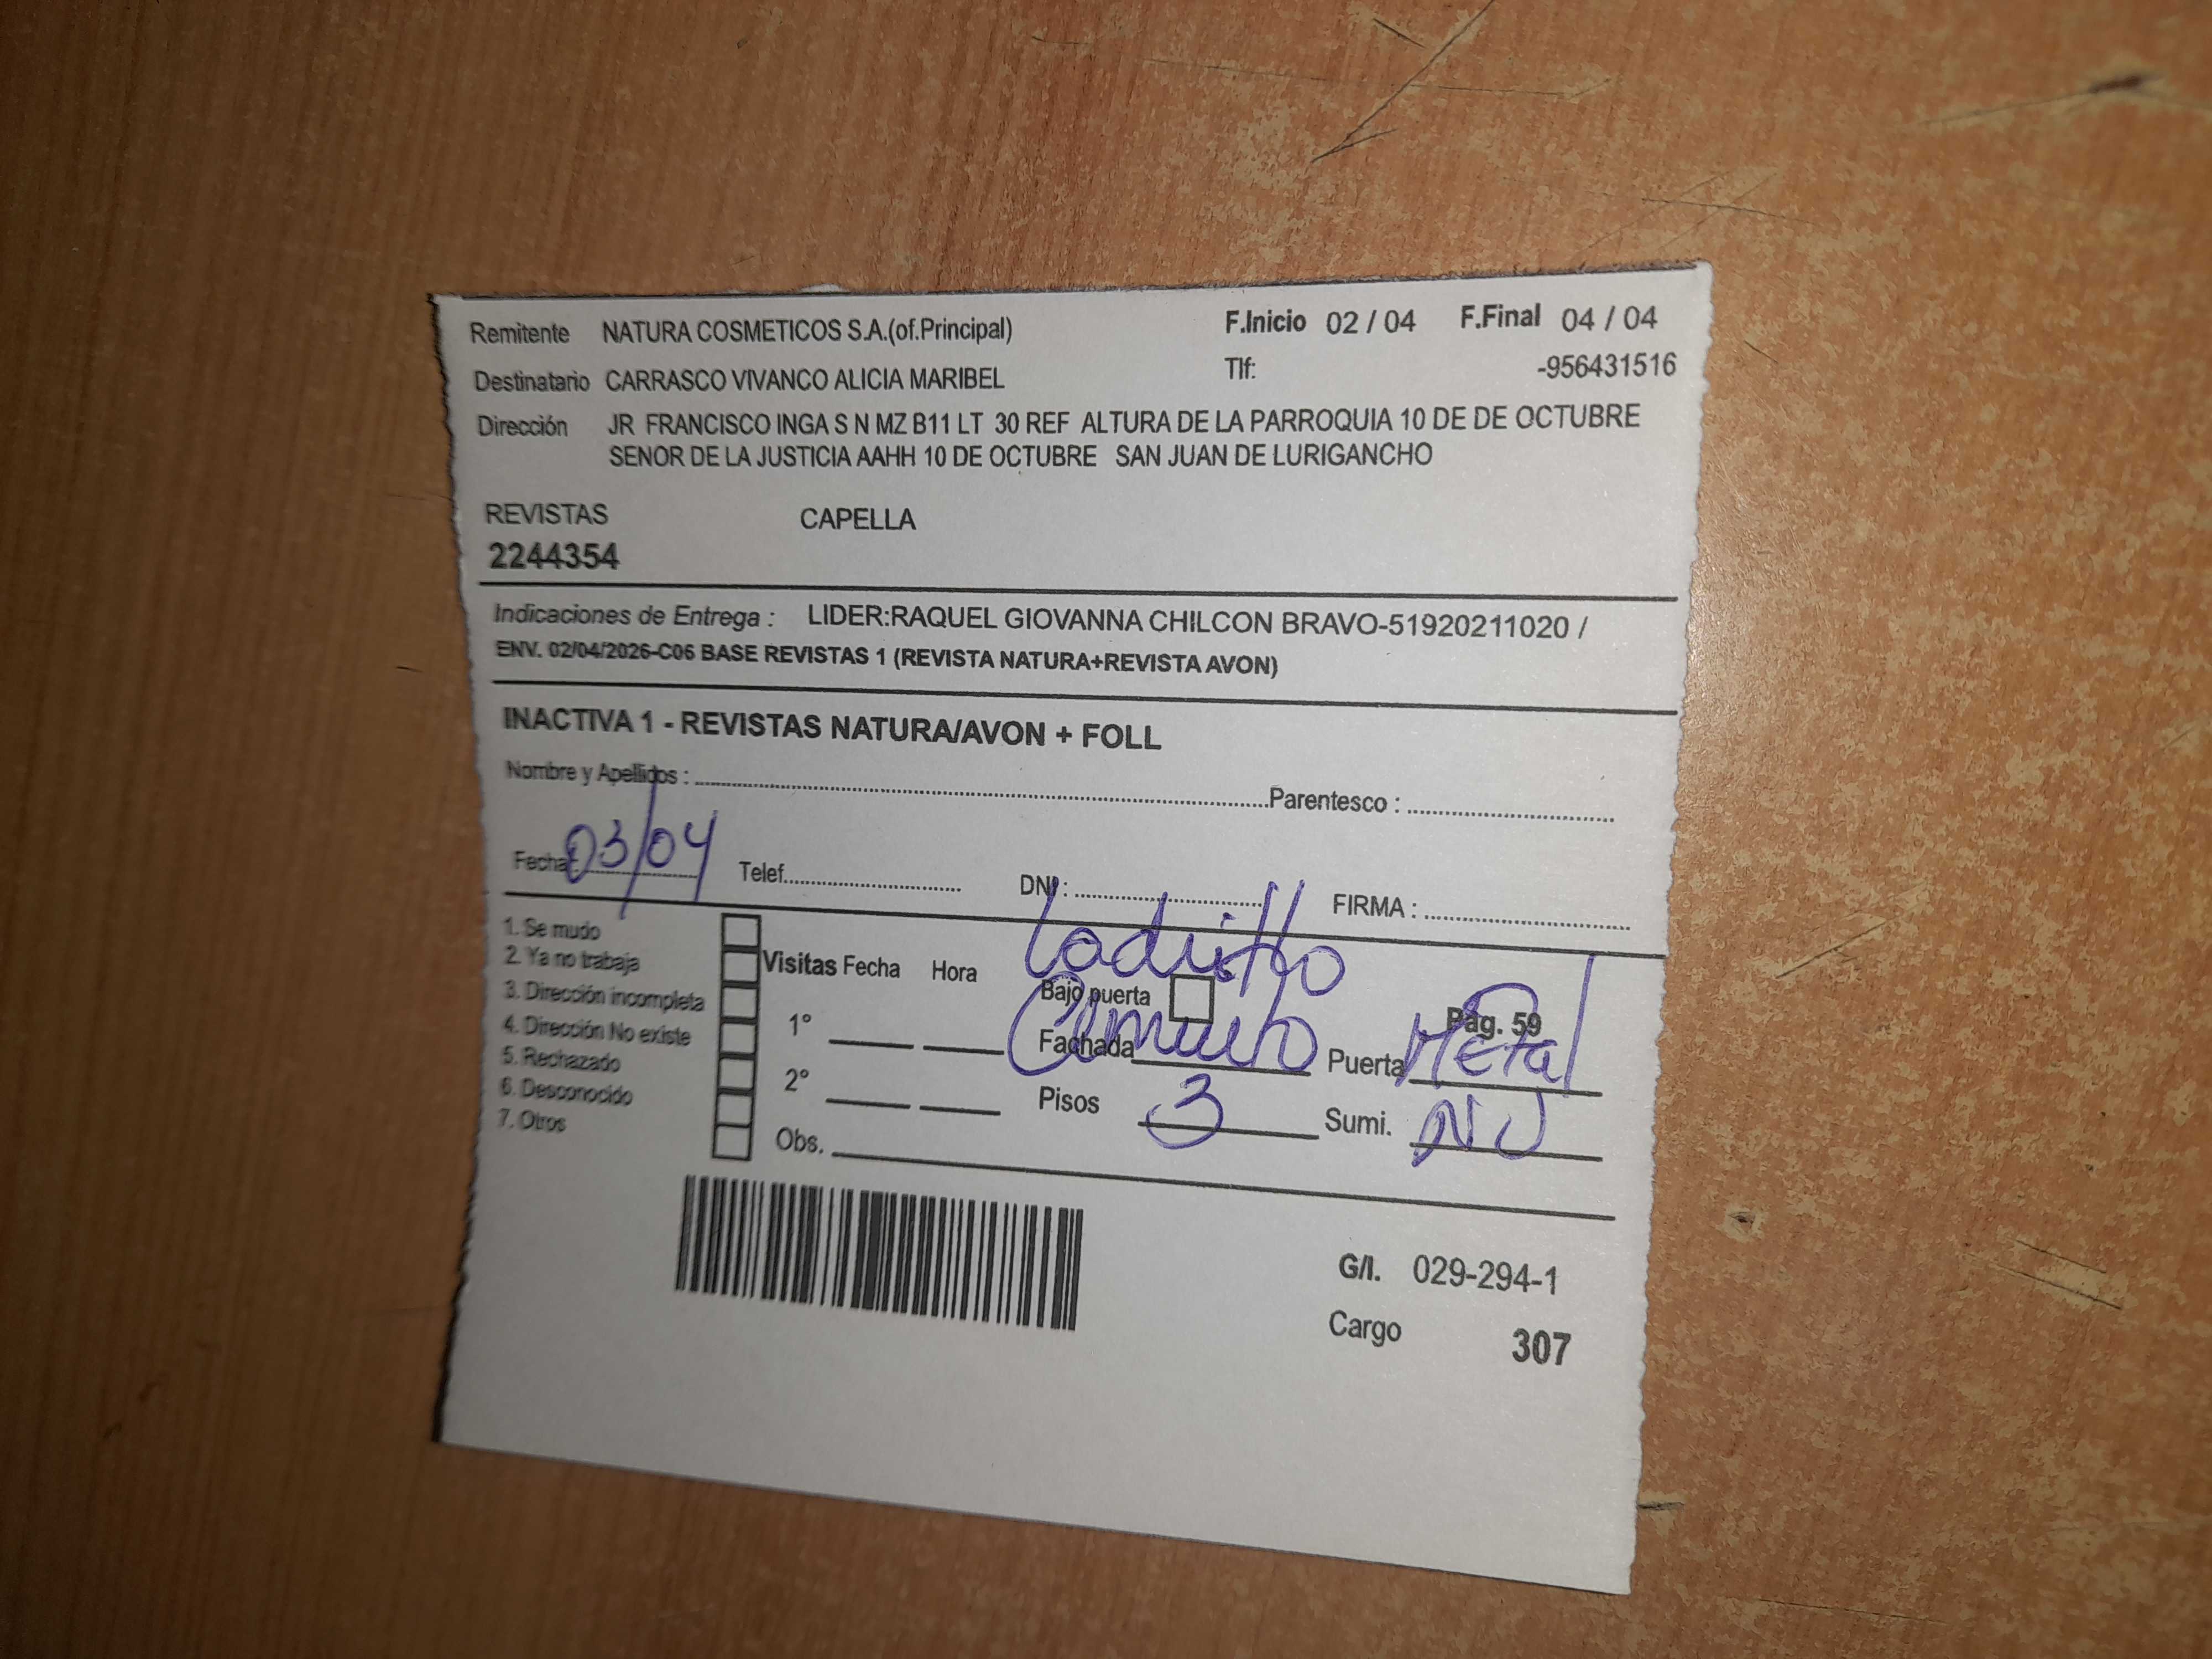 Remitente NATURA COSMETICOS S.A.(of.Principal) F.Inicio 02 / 04 F.Final 04 / 04
Destinatario CARRASCO VIVANCO ALICIA MARIBEL Tlf: -956431516
Dirección JR FRANCISCO INGA S N MZ B11 LT 30 REF ALTURA DE LA PARROQUIA 10 DE DE OCTUBRE
SENOR DE LA JUSTICIA AAHH 10 DE OCTUBRE SAN JUAN DE LURIGANCHO
REVISTAS CAPELLA
2244354
Indicaciones de Entrega : LIDER:RAQUEL GIOVANNA CHILCON BRAVO-51920211020 /
ENV. 02/04/2026-C06 BASE REVISTAS 1 (REVISTA NATURA+REVISTA AVON)
INACTIVA 1 - REVISTAS NATURA/AVON + FOLL
Nombre y Apellidos : Parentesco :
Fecha: 03/04 Telef. DNI : FIRMA :
1. Se mudo
2. Ya no trabaja
3. Dirección incompleta
4. Dirección No existe
5. Rechazado
6. Desconocido
7. Otros
Visitas Fecha Hora
1°
2°
Obs.
Ladrillo
Bajo puerta Pag. 59
Fachada Puerta Metal
Pisos 3 Sumi. NJ
G/I. 029-294-1
Cargo 307